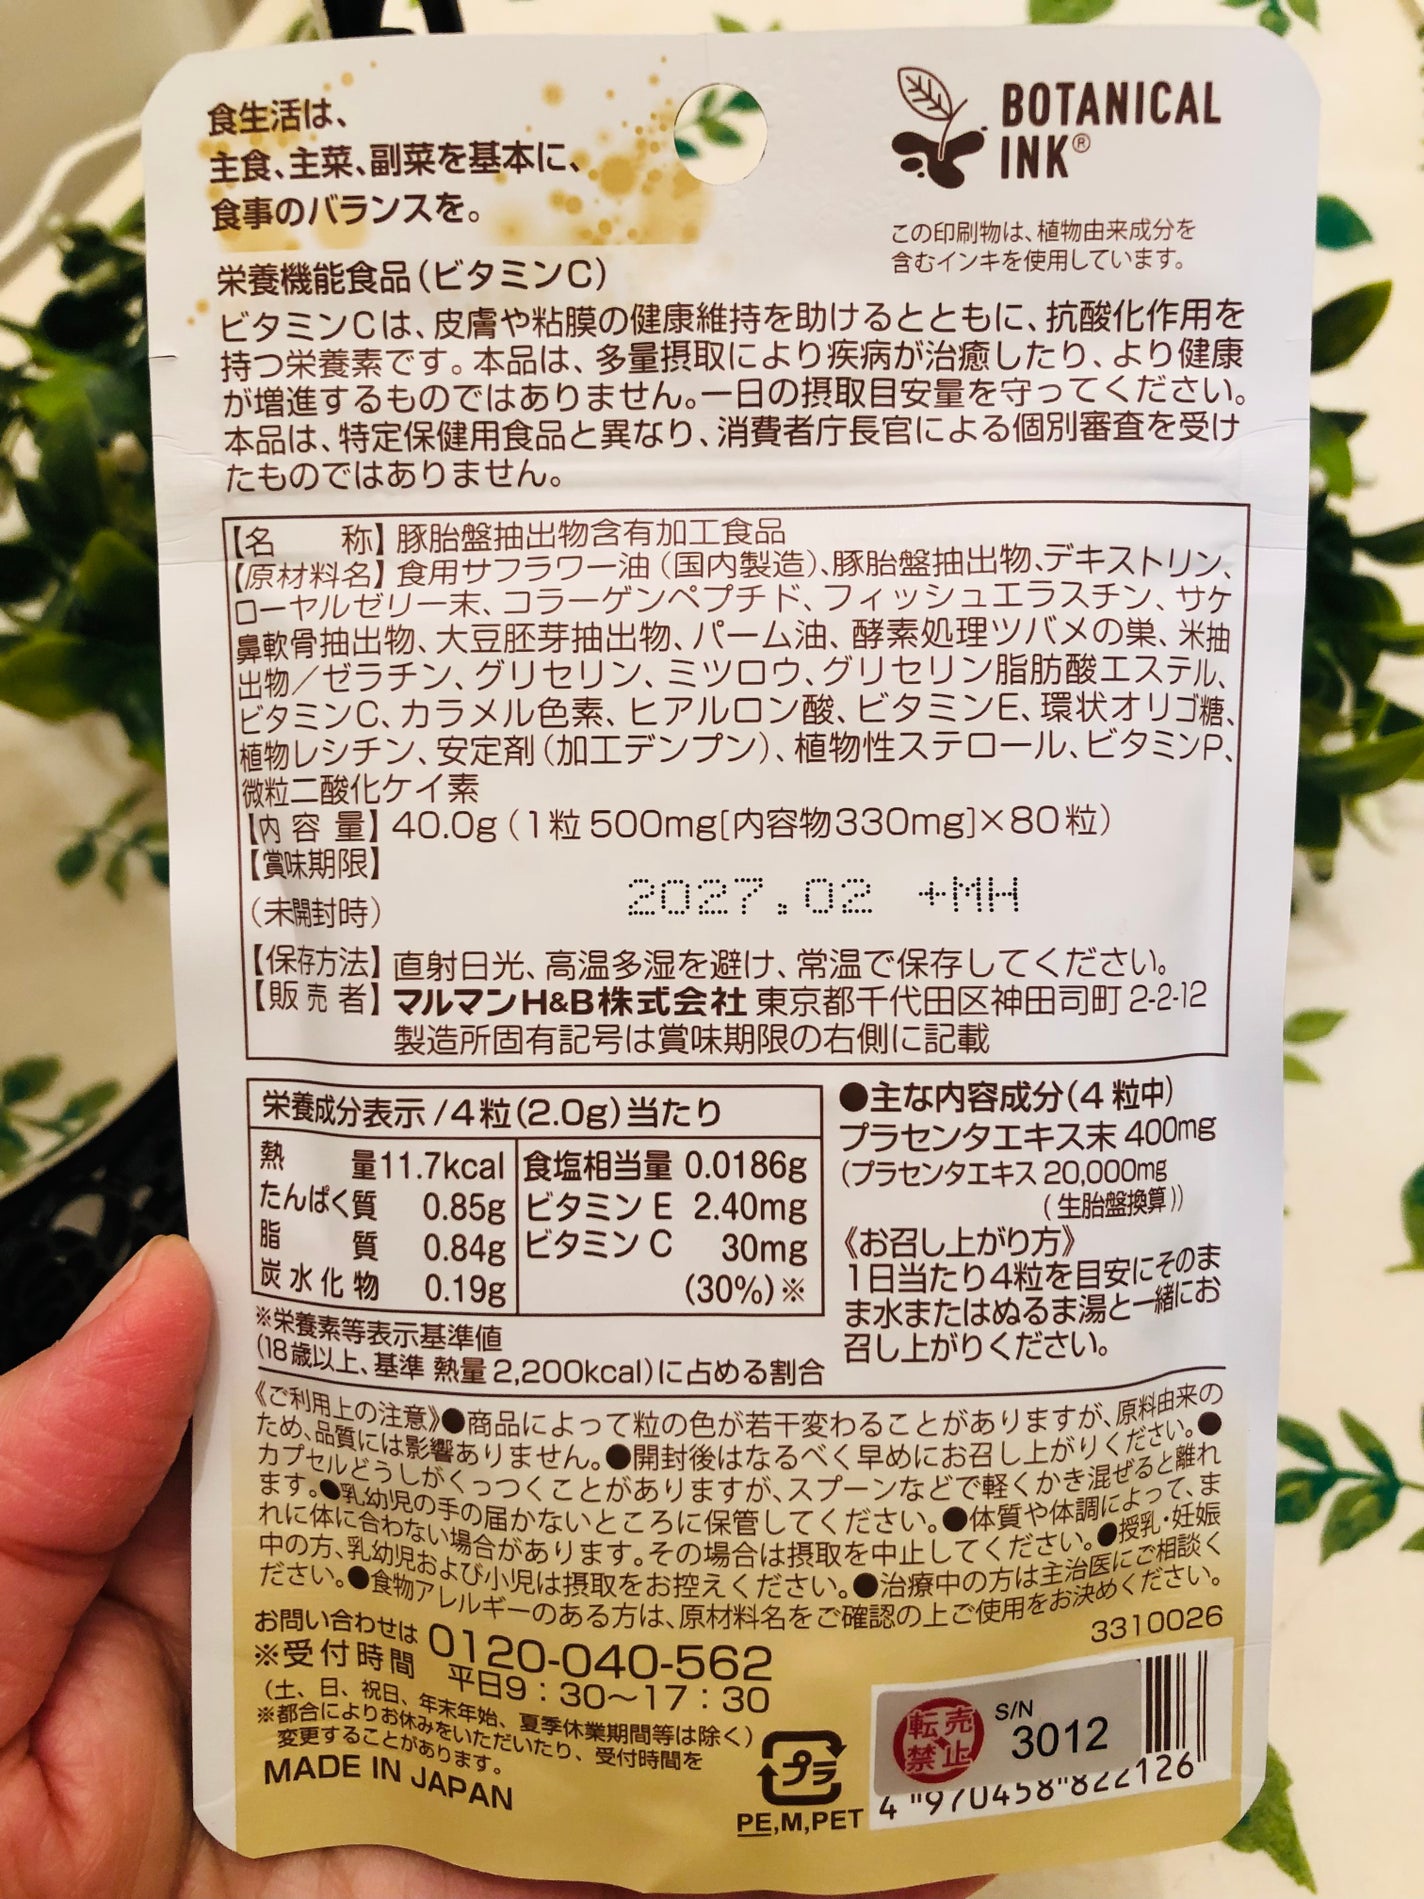 食生活は、
主食、主菜、副菜を基本に、
食事のバランスを。
BOTANICAL
INK®
この印刷物は、植物由来成分を
含むインキを使用しています。
栄養機能食品(ビタミンC)
ビタミンCは、皮膚や粘膜の健康維持を助けるとともに、抗酸化作用を
持つ栄養素です。本品は、多量摂取により疾病が治癒したり、より健康
が増進するものではありません。一日の摂取目安量を守ってください。
本品は、特定保健用食品と異なり、消費者庁長官による個別審査を受け
たものではありません。
【名 称】豚胎盤抽出物含有加工食品
【原材料名】食用サフラワー油(国内製造)、豚胎盤抽出物、デキストリン、
ローヤルゼリー末、コラーゲンペプチド、フィッシュエラスチン、サケ
鼻軟骨抽出物、大豆胚芽抽出物、パーム油、酵素処理ツバメの巣、米抽
出物/ゼラチン、グリセリン、ミツロウ、グリセリン脂肪酸エステル、
ビタミンC、カラメル色素、ヒアルロン酸、ビタミンE、環状オリゴ糖、
植物レシチン、安定剤(加工デンプン)、植物性ステロール、ビタミンP、
微粒二酸化ケイ素
【内容量】40.0g(1粒500mg[内容物330mg]×80粒)
【賞味期限】
(未開封時)
2027.02 +MH
【保存方法】直射日光、高温多湿を避け、常温で保存してください。
【販売者】マルマンH&B株式会社 東京都千代田区神田司町2-2-12
製造所固有記号は賞味期限の右側に記載
栄養成分表示/4粒(2.0g)当たり
熱 量11.7kcal 食塩相当量 0.0186g
たんぱく質 0.85g ビタミンE 2.40mg
脂 質 0.84g ビタミンC 30mg
炭水化物 0.19g (30%)※
※栄養素等表示基準値
(18歳以上、基準 熱量2,200kcal)に占める割合
●主な内容成分(4粒中)
プラセンタエキス末 400mg
(プラセンタエキス 20,000mg
(生胎盤換算))
《お召し上がり方》
1日当たり4粒を目安にそのま
ま水またはぬるま湯と一緒にお
召し上がりください。
《ご利用上の注意》●商品によって粒の色が若干変わることがありますが、原料由来の
ため、品質には影響ありません。●開封後はなるべく早めにお召し上がりください。●
カプセルどうしがくっつくことがありますが、スプーンなどで軽くかき混ぜると離れ
ます。●乳幼児の手の届かないところに保管してください。●体質や体調によって、ま
れに体に合わない場合があります。その場合は摂取を中止してください。●授乳・妊娠
中の方、乳幼児および小児は摂取をお控えください。●治療中の方は主治医にご相談く
ださい。●食物アレルギーのある方は、原材料名をご確認の上ご使用をお決めください。
お問い合わせは 0120-040-562
※受付時間 平日9:30〜17:30
(土、日、祝日、年末年始、夏季休業期間等は除く)
※都合によりお休みをいただいたり、受付時間を
変更することがあります。
MADE IN JAPAN
3310026
プラ
PE,M,PET
転売
禁止
S/N
3012
4 970458 822126